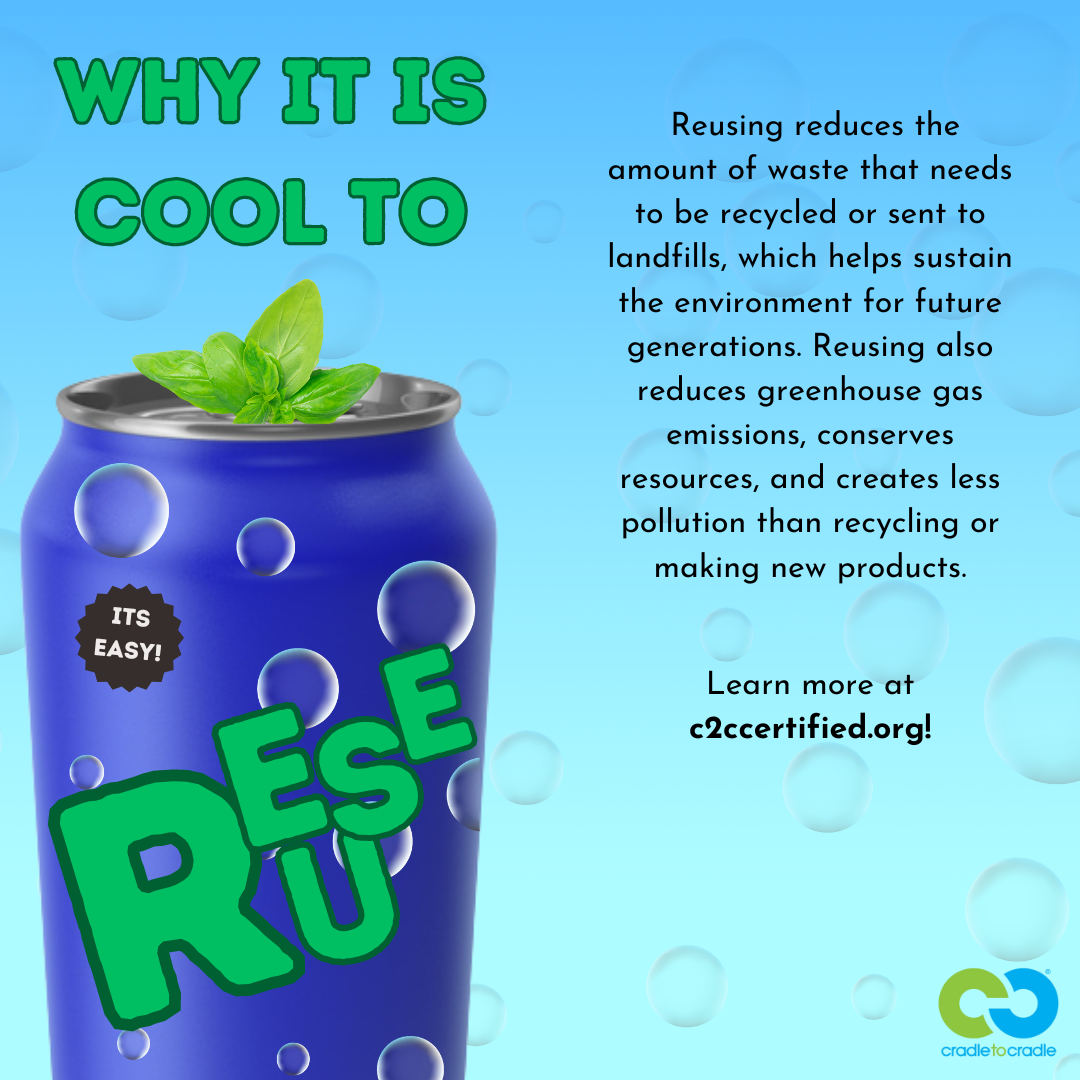 WHY IT IS
COOL TO
ITS
EASY!
REUSE
Reusing reduces the
amount of waste that needs
to be recycled or sent to
landfills, which helps sustain
the environment for future
generations. Reusing also
reduces greenhouse gas
emissions, conserves
resources, and creates less
pollution than recycling or
making new products.
Learn more at
c2ccertified.org!
®
cradletocradle